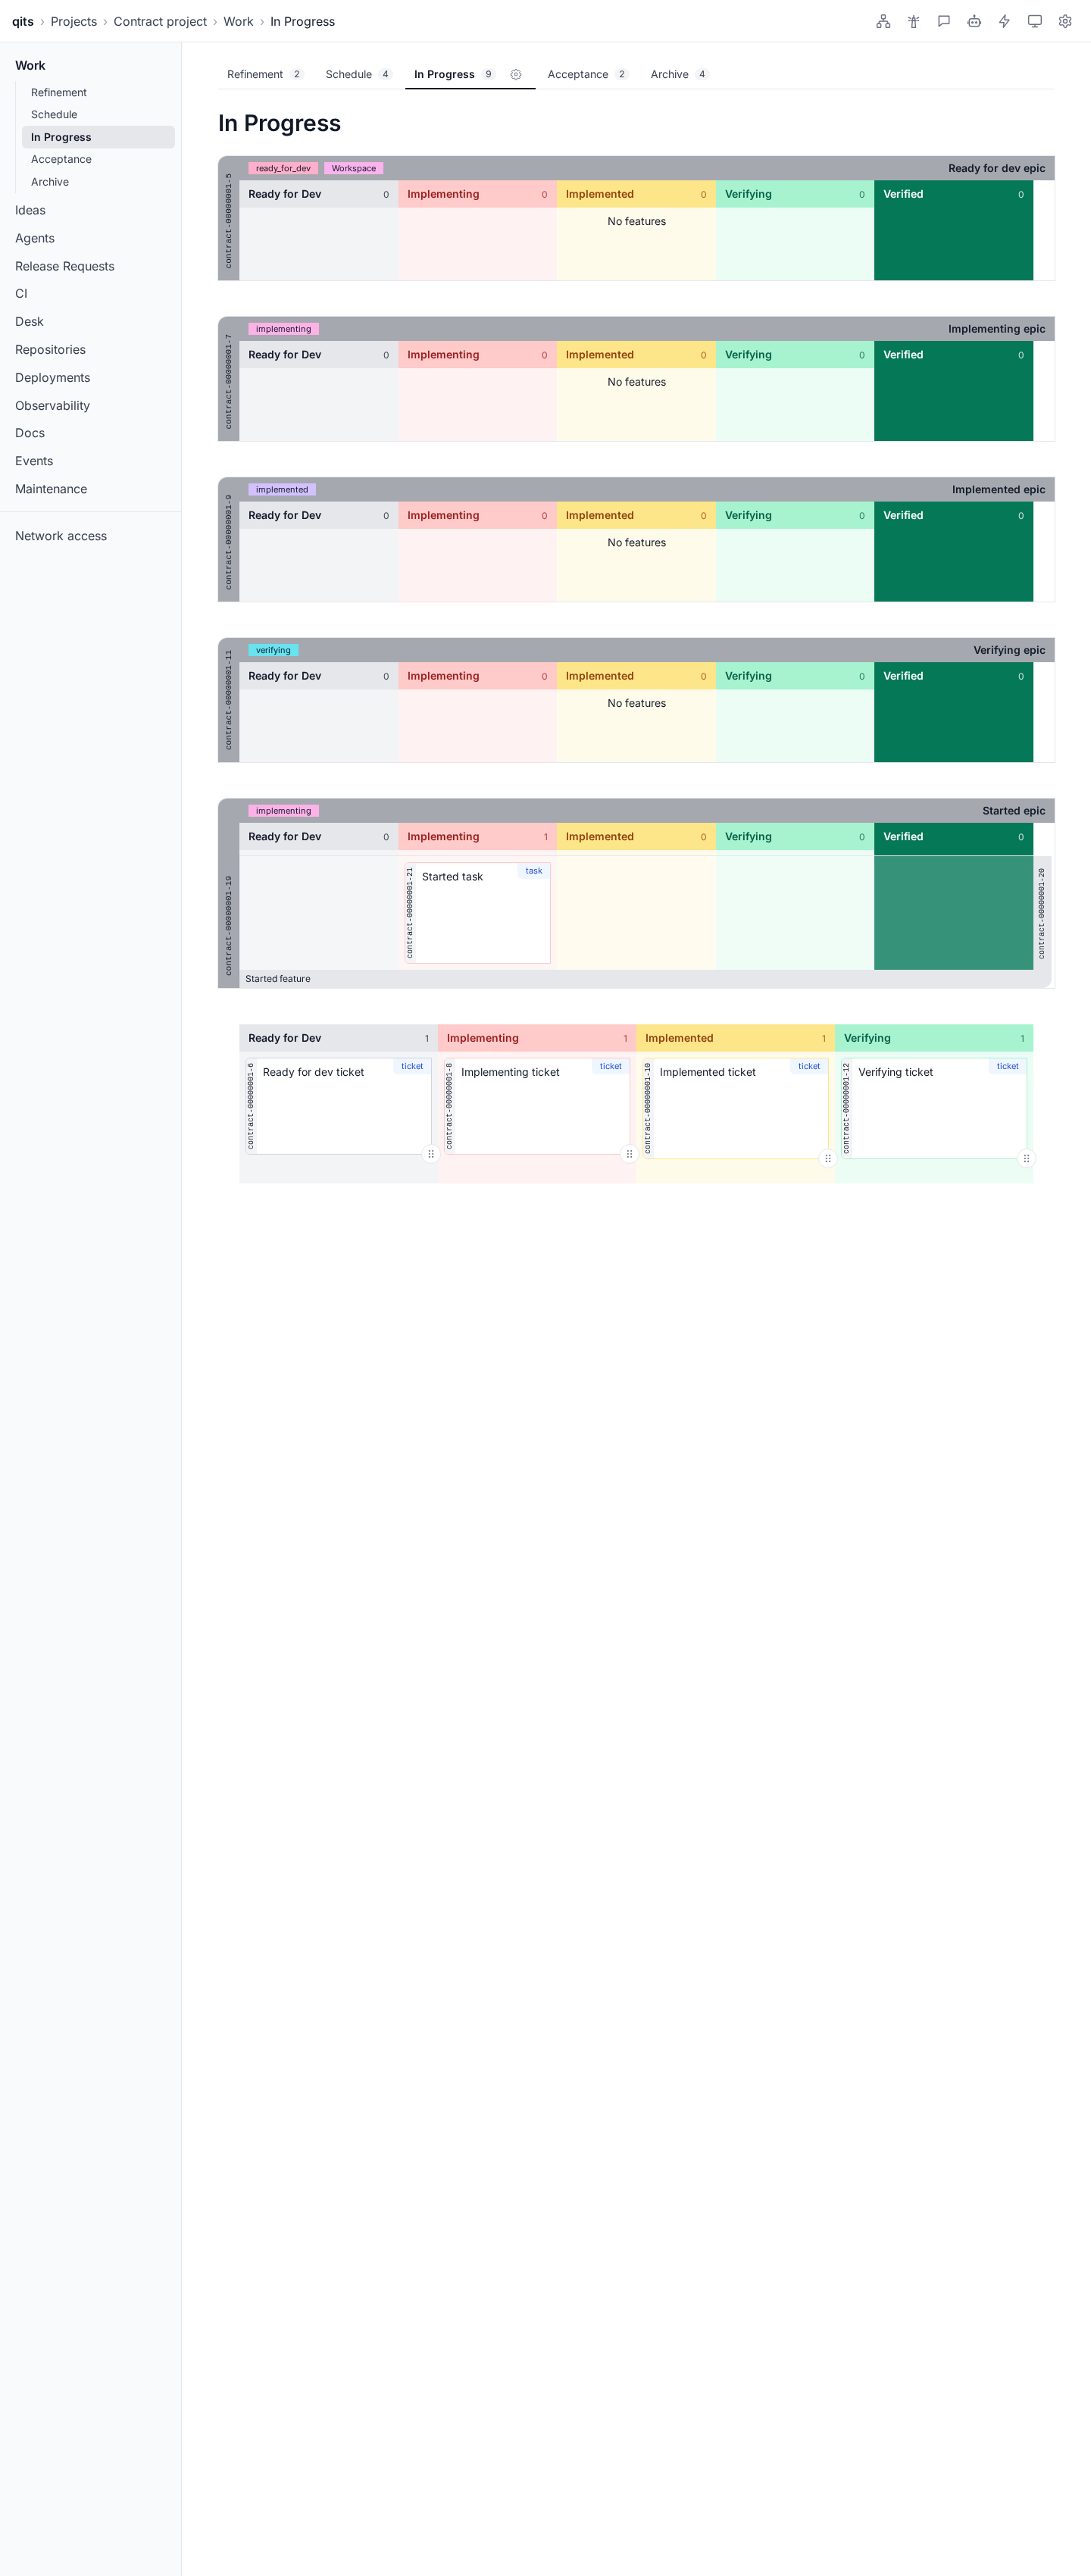 qits › Projects › Contract project › Work › In Progress
Work
Refinement
Schedule
In Progress
Acceptance
Archive
Ideas
Agents
Release Requests
CI
Desk
Repositories
Deployments
Observability
Docs
Events
Maintenance
Network access
Refinement 2 Schedule 4 In Progress 9 Acceptance 2 Archive 4
In Progress
contract-00000001-5
ready_for_dev Workspace Ready for dev epic
Ready for Dev 0 Implementing 0 Implemented 0 Verifying 0 Verified 0
No features
contract-00000001-7
implementing Implementing epic
Ready for Dev 0 Implementing 0 Implemented 0 Verifying 0 Verified 0
No features
contract-00000001-9
implemented Implemented epic
Ready for Dev 0 Implementing 0 Implemented 0 Verifying 0 Verified 0
No features
contract-00000001-11
verifying Verifying epic
Ready for Dev 0 Implementing 0 Implemented 0 Verifying 0 Verified 0
No features
contract-00000001-19
implementing Started epic
Ready for Dev 0 Implementing 1 Implemented 0 Verifying 0 Verified 0
contract-00000001-21
Started task task
contract-00000001-20
Started feature
Ready for Dev 1 Implementing 1 Implemented 1 Verifying 1
contract-00000001-6
Ready for dev ticket ticket
contract-00000001-8
Implementing ticket ticket
contract-00000001-10
Implemented ticket ticket
contract-00000001-12
Verifying ticket ticket